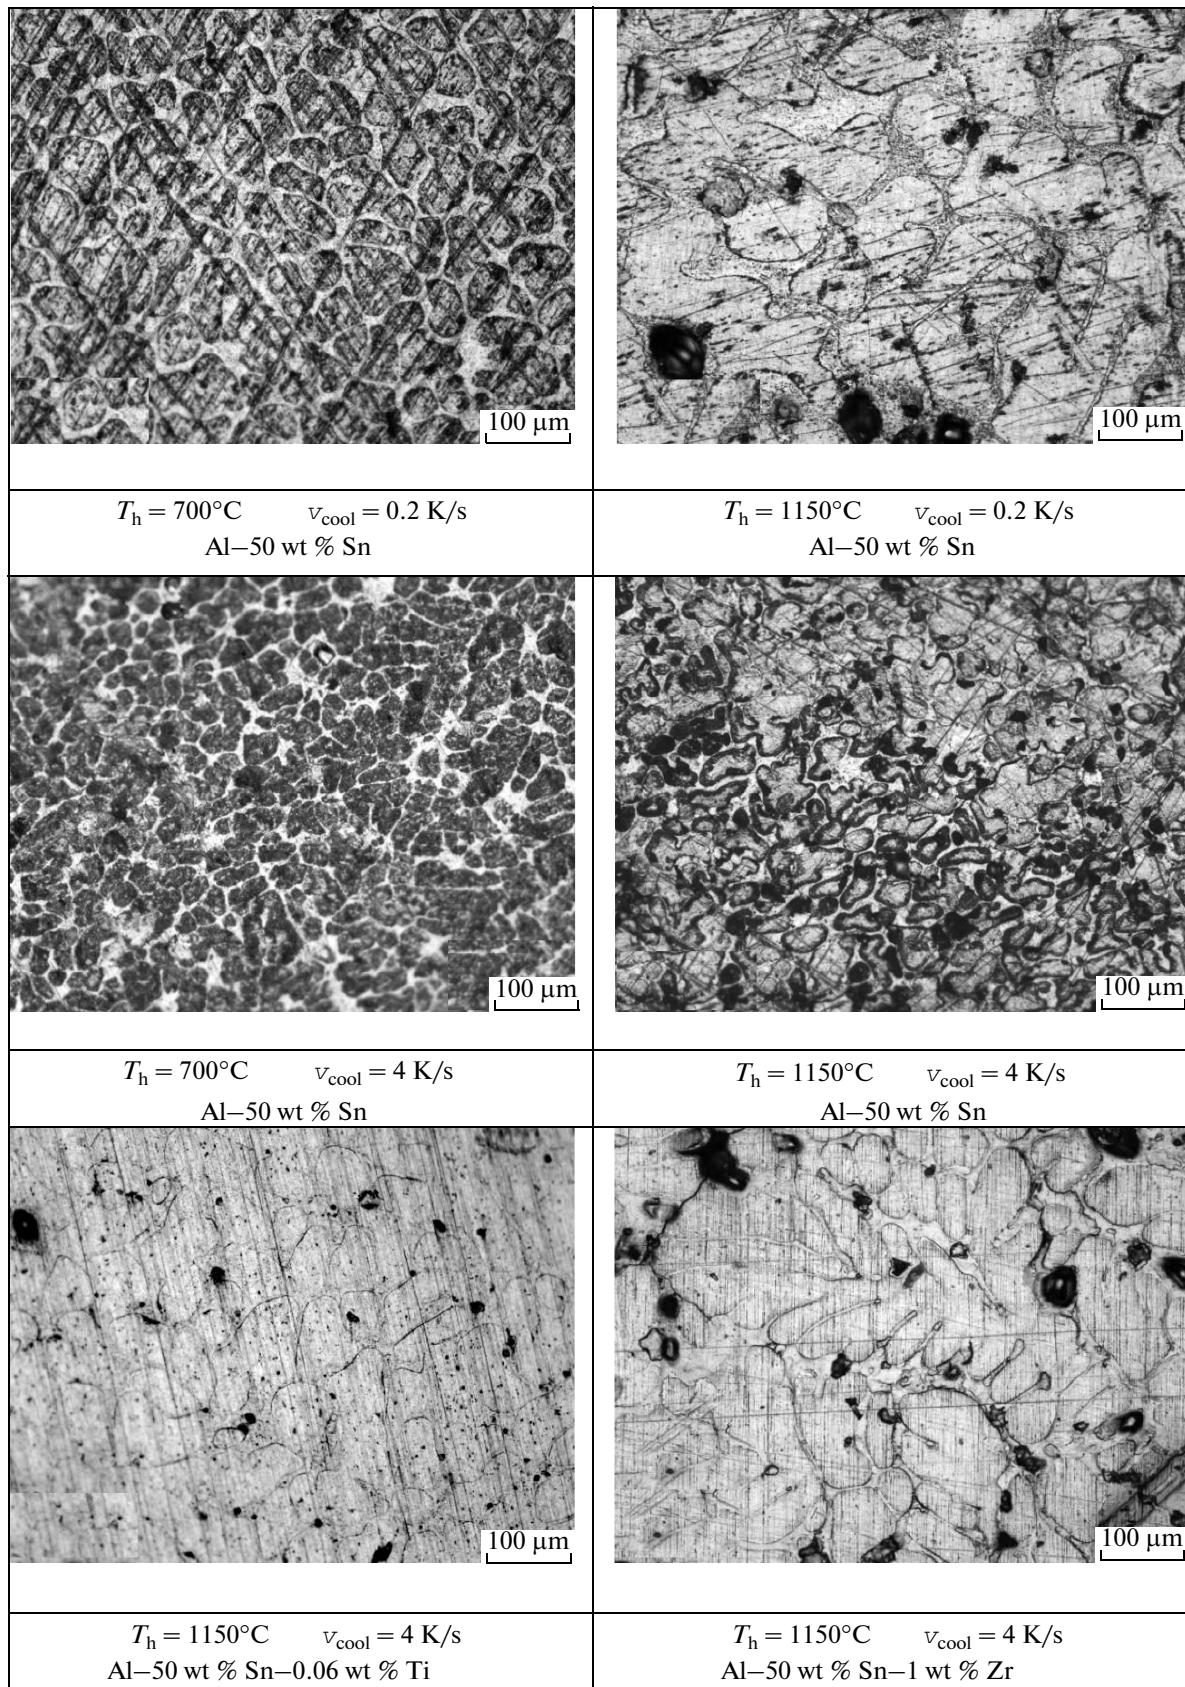 100 μm
100 μm
T_h = 700°C v_cool = 0.2 K/s
Al–50 wt % Sn
T_h = 1150°C v_cool = 0.2 K/s
Al–50 wt % Sn
100 μm
100 μm
T_h = 700°C v_cool = 4 K/s
Al–50 wt % Sn
T_h = 1150°C v_cool = 4 K/s
Al–50 wt % Sn
100 μm
100 μm
T_h = 1150°C v_cool = 4 K/s
Al–50 wt % Sn–0.06 wt % Ti
T_h = 1150°C v_cool = 4 K/s
Al–50 wt % Sn–1 wt % Zr